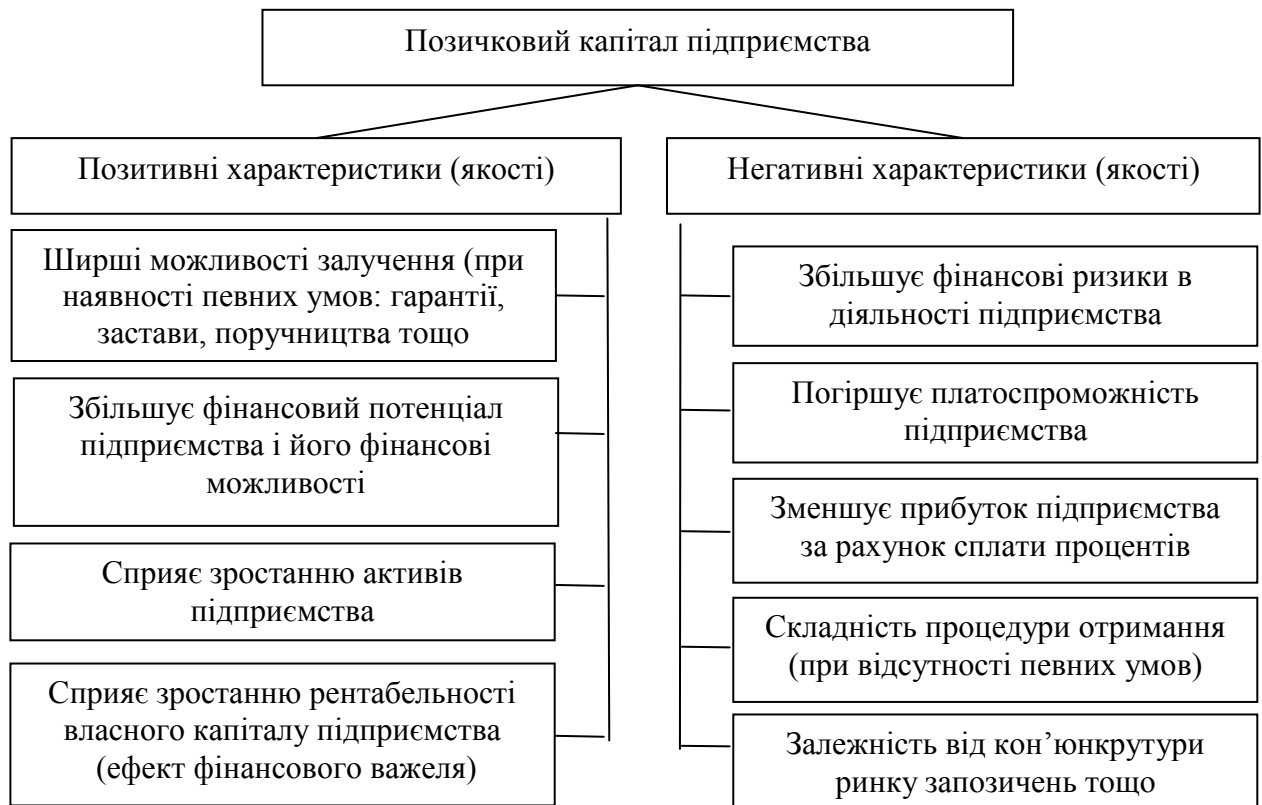 Позичковий капітал підприємства
Позитивні характеристики (якості)
Ширші можливості залучення (при
наявності певних умов: гарантії,
застави, поручництва тощо
Збільшує фінансовий потенціал
підприємства і його фінансові
можливості
Сприяє зростанню активів
підприємства
Сприяє зростанню рентабельності
власного капіталу підприємства
(ефект фінансового важеля)
Негативні характеристики (якості)
Збільшує фінансові ризики в
діяльності підприємства
Погіршує платоспроможність
підприємства
Зменшує прибуток підприємства
за рахунок сплати процентів
Складність процедури отримання
(при відсутності певних умов)
Залежність від кон’юнкрутури
ринку запозичень тощо